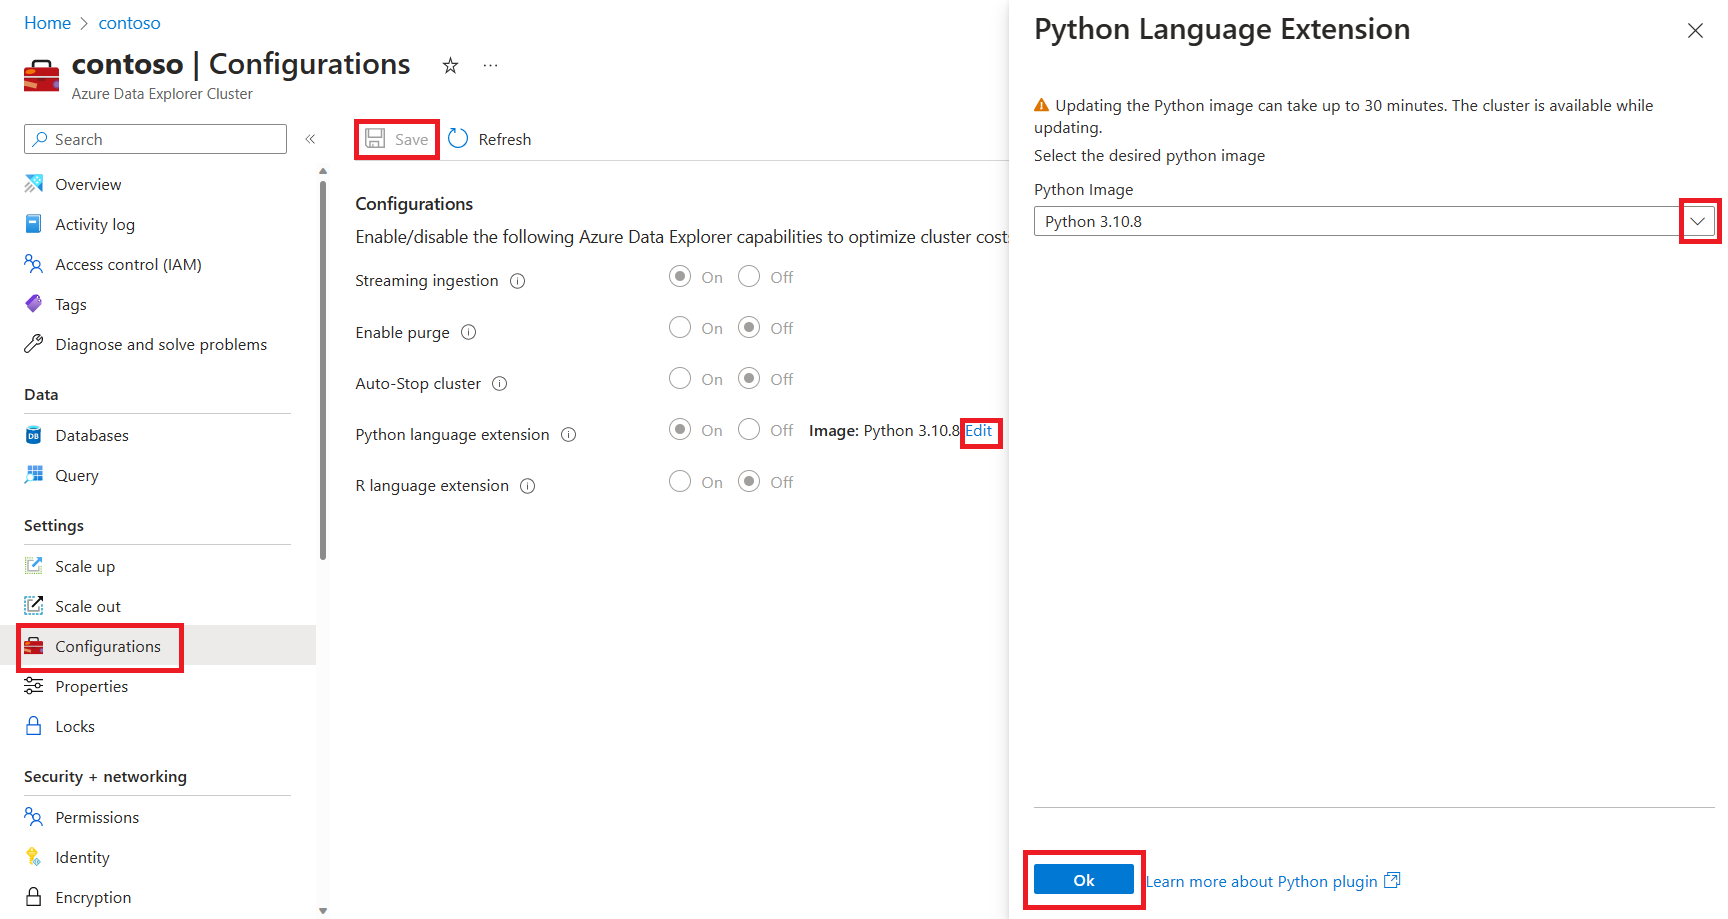 Home > contoso
contoso | Configurations
Azure Data Explorer Cluster
Search
Overview
Activity log
Access control (IAM)
Tags
Diagnose and solve problems
Data
Databases
Query
Settings
Scale up
Scale out
Configurations
Properties
Locks
Security + networking
Permissions
Identity
Encryption
Save Refresh
Configurations
Enable/disable the following Azure Data Explorer capabilities to optimize cluster
Streaming ingestion On Off
Enable purge On Off
Auto-Stop cluster On Off
Python language extension On Off Image: Python 3.10.8 Edit
R language extension On Off
Python Language Extension
Updating the Python image can take up to 30 minutes. The cluster is available while
updating.
Select the desired python image
Python Image
Python 3.10.8
Ok Learn more about Python plugin